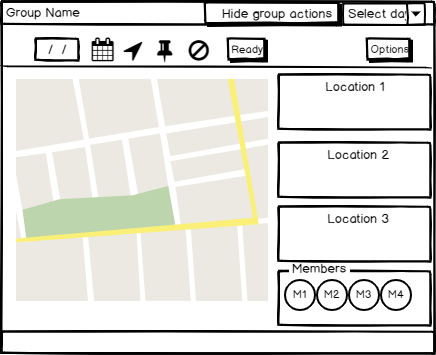 Group Name
Hide group actions
Select day
/ /
Ready
Options
Location 1
Location 2
Location 3
Members
M1 M2 M3 M4